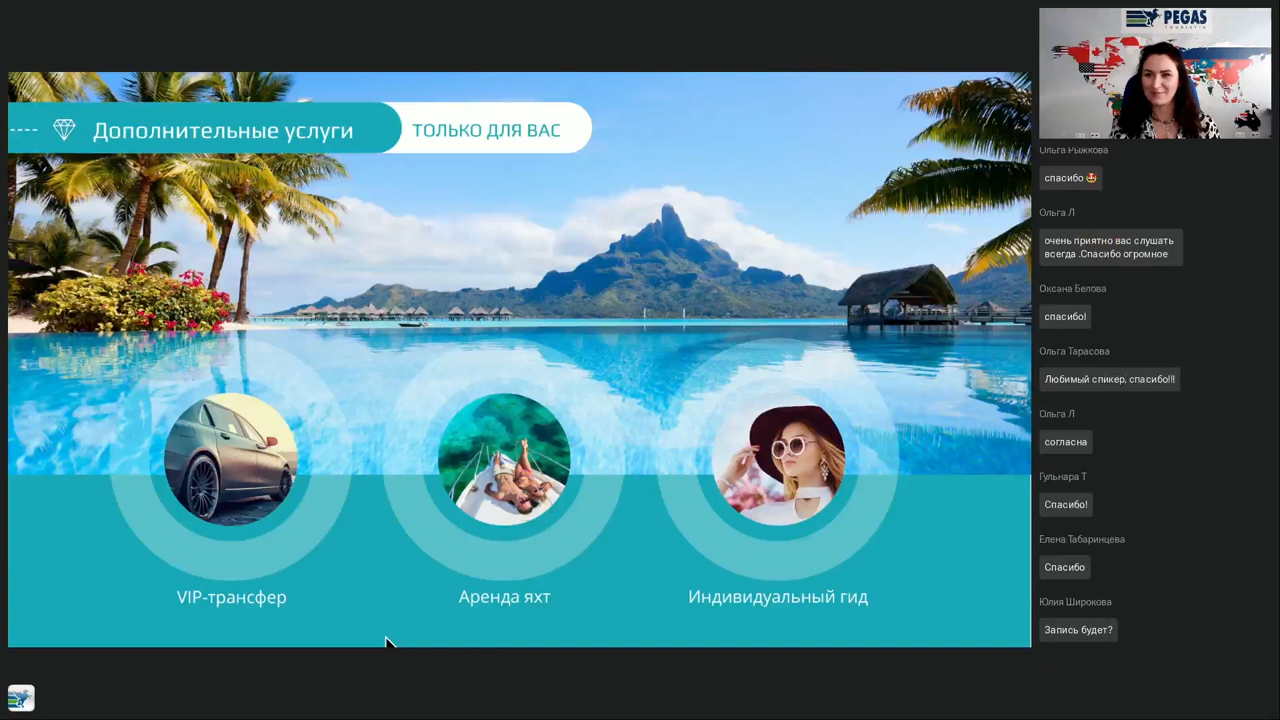 Дополнительные услуги
ТОЛЬКО ДЛЯ ВАС
VIP-трансфер
Аренда яхт
Индивидуальный гид
PEGAS
TOURISTIK
Ольга Рыжкова
спасибо 🤩
Ольга Л
очень приятно вас слушать
всегда .Спасибо огромное
Оксана Белова
спасибо!
Ольга Тарасова
Любимый спикер, спасибо!!!
Ольга Л
согласна
Гульнара Т
Спасибо!
Елена Табаринцева
Спасибо
Юлия Широкова
Запись будет?